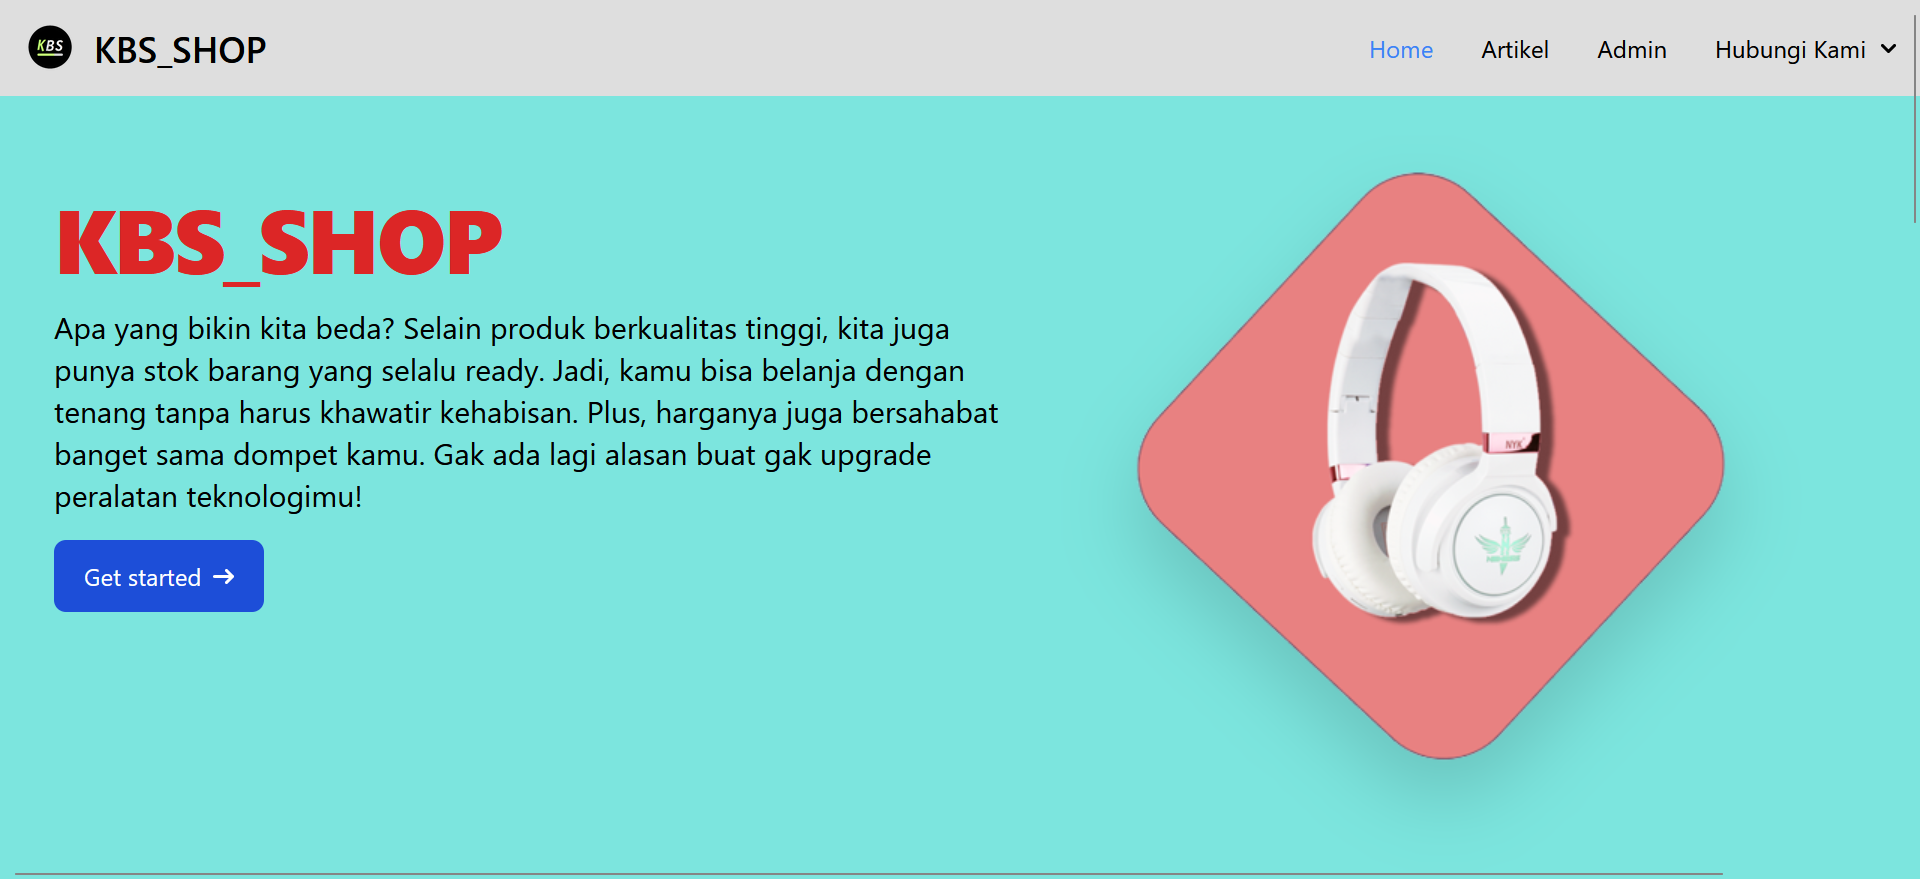 KBS
KBS_SHOP
Home
Artikel
Admin
Hubungi Kami
KBS_SHOP
Apa yang bikin kita beda? Selain produk berkualitas tinggi, kita juga
punya stok barang yang selalu ready. Jadi, kamu bisa belanja dengan
tenang tanpa harus khawatir kehabisan. Plus, harganya juga bersahabat
banget sama dompet kamu. Gak ada lagi alasan buat gak upgrade
peralatan teknologimu!
Get started
NYK